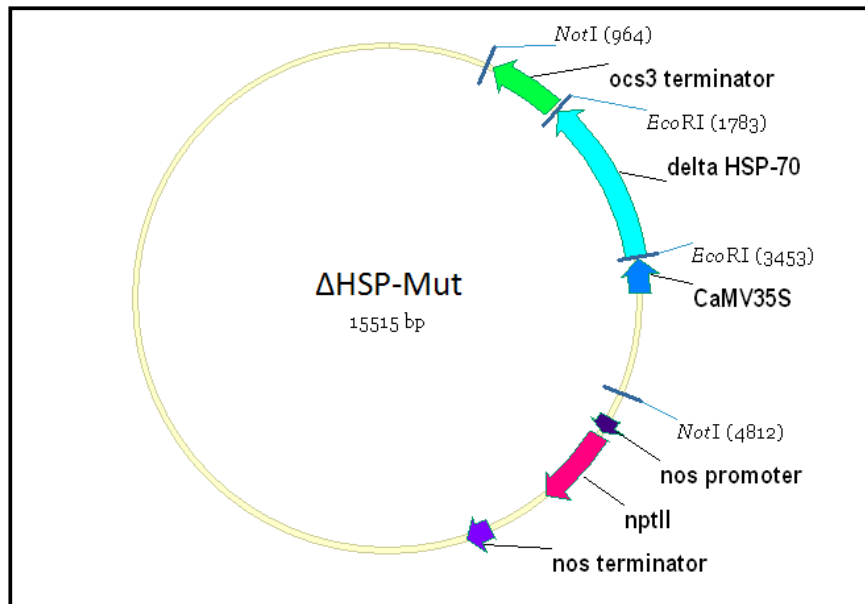 NotI (964)
ocs3 terminator
EcoRI (1783)
delta HSP-70
EcoRI (3453)
CaMV35S
ΔHSP-Mut
15515 bp
NotI (4812)
nos promoter
nptII
nos terminator